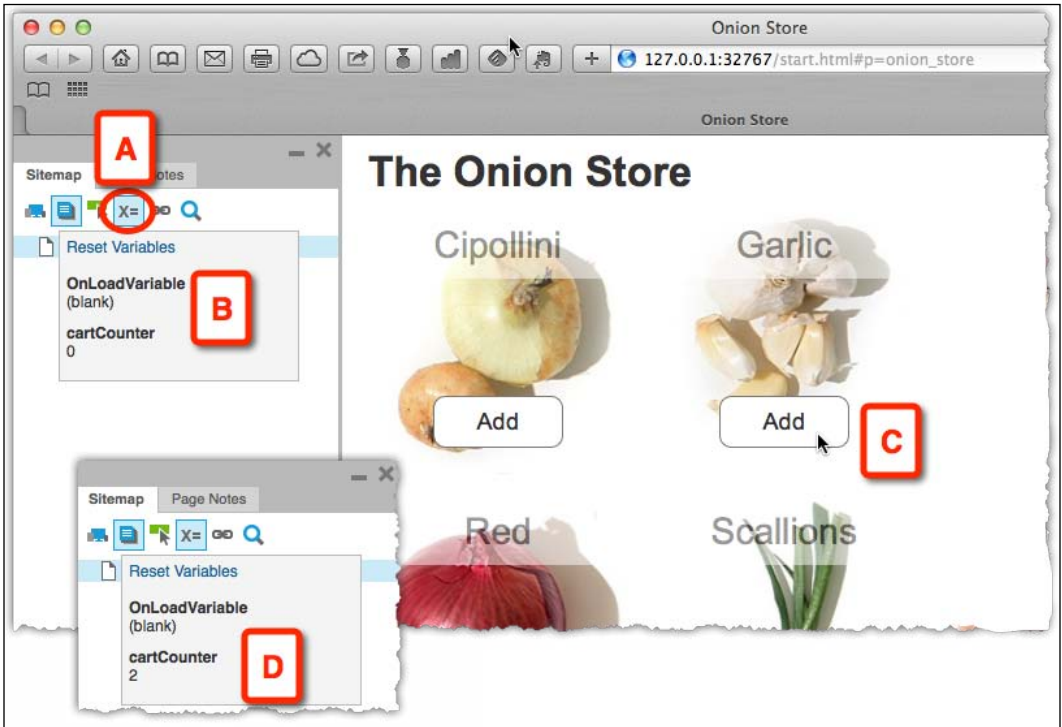 Onion Store
127.0.0.1:32767/start.html#p=onion_store
Onion Store
A
Sitemap
otes
X=
Reset Variables
OnLoadVariable
(blank)
B
cartCounter
0
The Onion Store
Cipollini
Garlic
Add
Add
C
Red
Scallions
Sitemap Page Notes
X=
Reset Variables
OnLoadVariable
(blank)
cartCounter
2
D